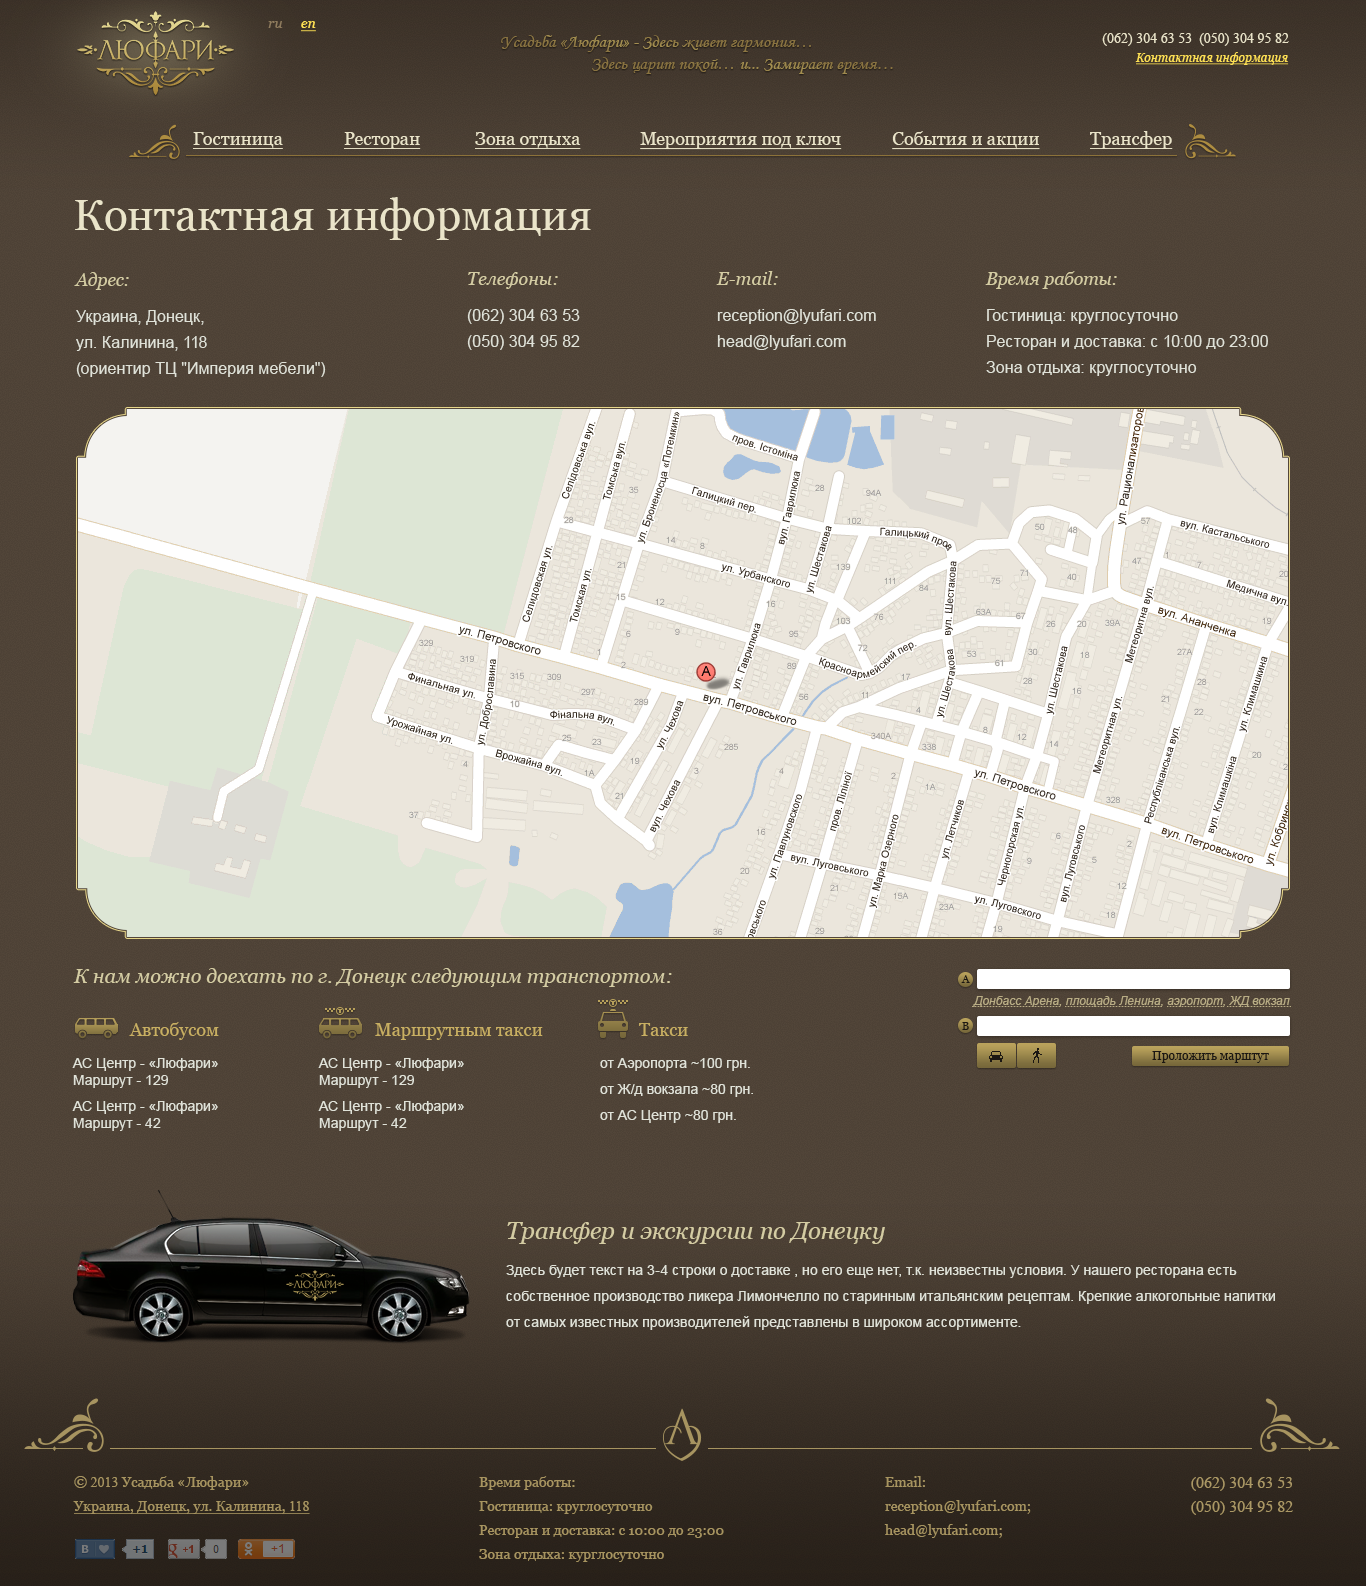 ЛЮФАРИ
ru en
Усадьба «Люфари» - Здесь живет гармония...
Здесь царит покой... и... Замирает время...
(062) 304 63 53 (050) 304 95 82
Контактная информация
Гостиница Ресторан Зона отдыха Мероприятия под ключ События и акции Трансфер
Контактная информация
Адрес:
Украина, Донецк,
ул. Калинина, 118
(ориентир ТЦ "Империя мебели")
Телефоны:
(062) 304 63 53
(050) 304 95 82
E-mail:
reception@lyufari.com
head@lyufari.com
Время работы:
Гостиница: круглосуточно
Ресторан и доставка: с 10:00 до 23:00
Зона отдыха: круглосуточно
Селідовська вул.
Томська вул.
ул. Броненосца «Потемкин»
пров. Істоміна
Галицкий пер.
вул. Гаврилюка
ул. Шестакова
Галицький пров
ул. Рационализаторов
вул. Кастальського
Медична вул.
вул. Ананченка
Селидовская ул.
Томская ул.
ул. Урбанского
вул. Шестакова
Метеоритна вул.
ул. Петровского
ул. Гаврилюка
Красноармейский пер.
ул. Шестакова
ул. Шестакова
ул. Климашкина
A
Финальная ул.
ул. Доброславина
Фінальна вул.
вул. Петровського
Урожайная ул.
Врожайна вул.
ул. Чехова
вул. Чехова
Метеоритная ул.
Республіканська вул.
вул. Климашкіна
ул. Петровского
вул. Петровського
ул. Кобрино
ул. Павлуновского
пров. Ліліної
ул. Марка Озерного
ул. Летчиков
Черногорская ул.
вул. Луговського
вул. Луговського
ул. Луговского
овського
К нам можно доехать по г. Донецк следующим транспортом:
Автобусом
АС Центр - «Люфари»
Маршрут - 129
АС Центр - «Люфари»
Маршрут - 42
Маршрутным такси
АС Центр - «Люфари»
Маршрут - 129
АС Центр - «Люфари»
Маршрут - 42
Такси
от Аэропорта ~100 грн.
от Ж/д вокзала ~80 грн.
от АС Центр ~80 грн.
A
Донбасс Арена, площадь Ленина, аэропорт, ЖД вокзал
B
Проложить марштут
ЛЮФАРИ
Трансфер и экскурсии по Донецку
Здесь будет текст на 3-4 строки о доставке , но его еще нет, т.к. неизвестны условия. У нашего ресторана есть
собственное производство ликера Лимончелло по старинным итальянским рецептам. Крепкие алкогольные напитки
от самых известных производителей представлены в широком ассортименте.
© 2013 Усадьба «Люфари»
Украина, Донецк, ул. Калинина, 118
В +1 g +1 0 +1
Время работы:
Гостиница: круглосуточно
Ресторан и доставка: с 10:00 до 23:00
Зона отдыха: кургл​осуточно
Email:
reception@lyufari.com;
head@lyufari.com;
(062) 304 63 53
(050) 304 95 82